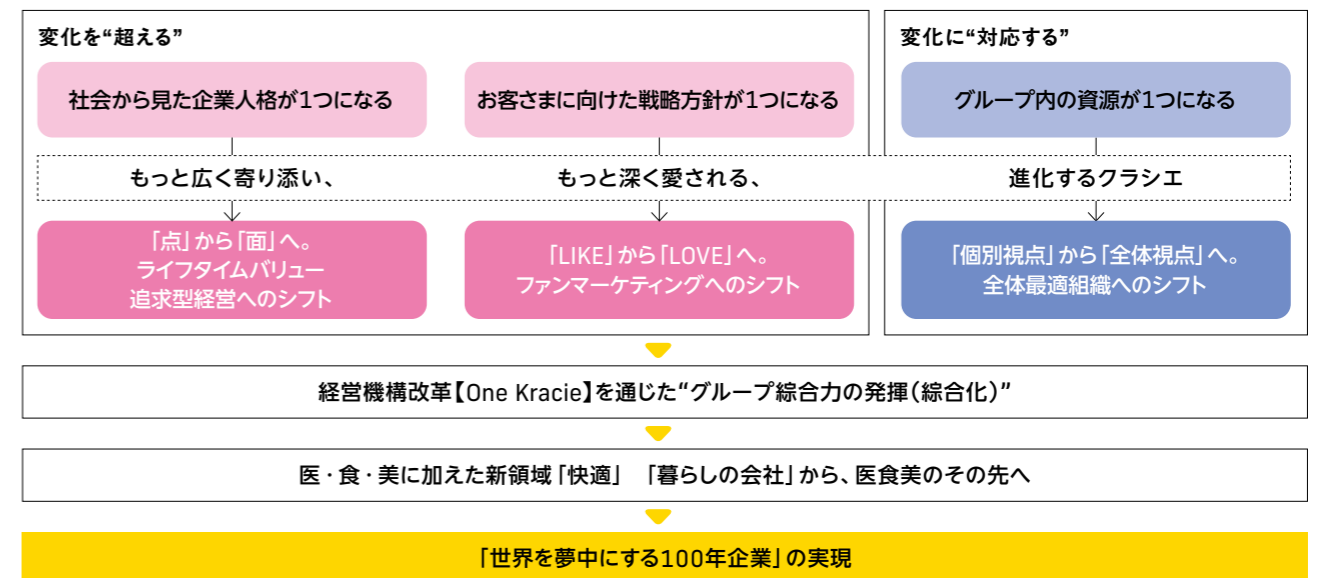 変化を“超える”
変化に“対応する”
社会から見た企業人格が1つになる
お客さまに向けた戦略方針が1つになる
グループ内の資源が1つになる
もっと広く寄り添い、
もっと深く愛される、
進化するクラシエ
「点」から「面」へ。
ライフタイムバリュー
追求型経営へのシフト
「LIKE」から「LOVE」へ。
ファンマーケティングへのシフト
「個別視点」から「全体視点」へ。
全体最適組織へのシフト
経営機構改革【One Kracie】を通じた“グループ綜合力の発揮（綜合化）”
医・食・美に加えた新領域「快適」 「暮らしの会社」から、医食美のその先へ
「世界を夢中にする100年企業」の実現